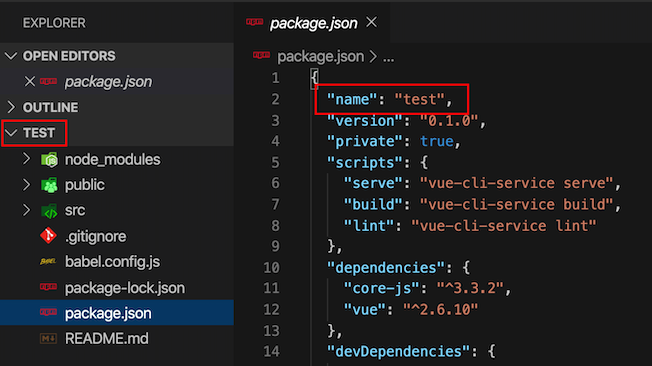 EXPLORER
OPEN EDITORS
package.json
OUTLINE
TEST
node_modules
public
src
.gitignore
babel.config.js
package-lock.json
package.json
README.md
package.json
package.json > ...
1 {
2 "name": "test",
3 "version": "0.1.0",
4 "private": true,
5 "scripts": {
6 "serve": "vue-cli-service serve",
7 "build": "vue-cli-service build",
8 "lint": "vue-cli-service lint"
9 },
10 "dependencies": {
11 "core-js": "^3.3.2",
12 "vue": "^2.6.10"
13 },
14 "devDependencies": {